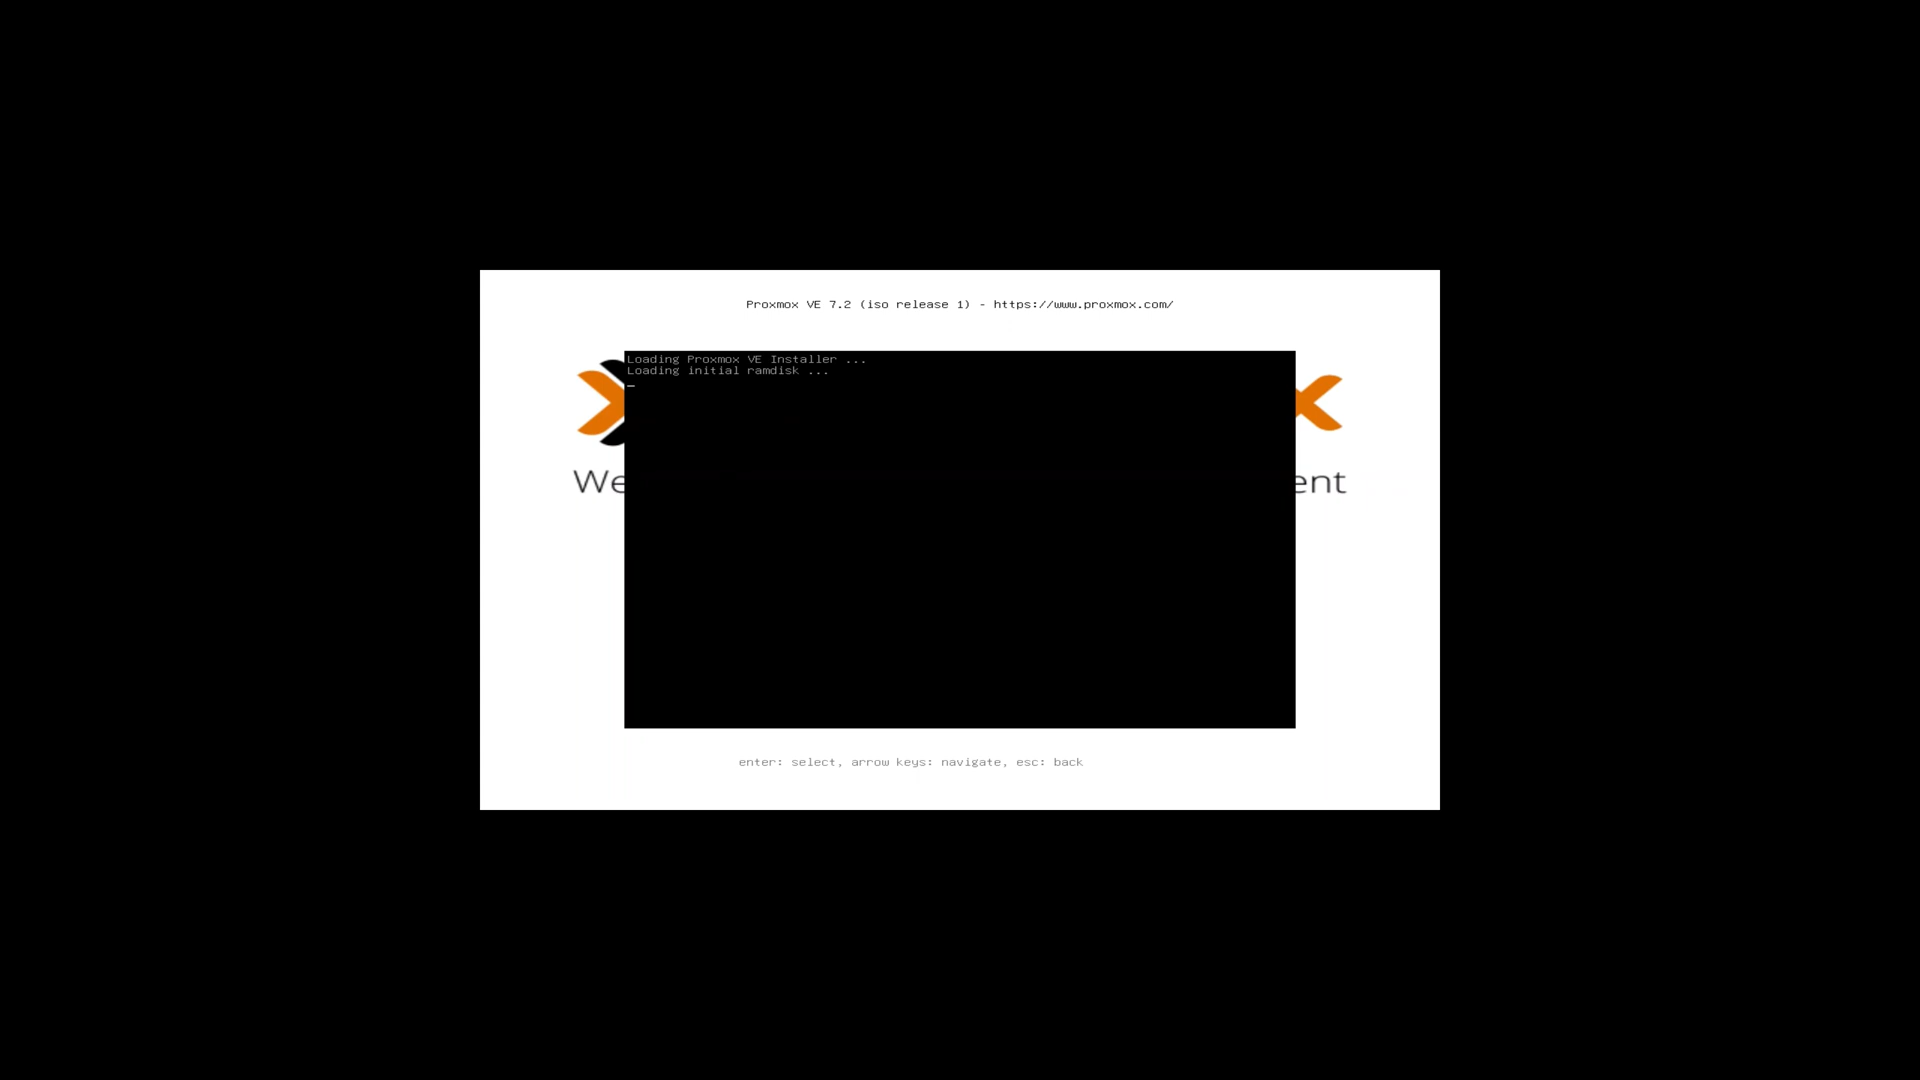 Proxmox VE 7.2 (iso release 1) - https://www.proxmox.com/
Loading Proxmox VE Installer ...
Loading initial ramdisk ...
We
ent
enter: select, arrow keys: navigate, esc: back